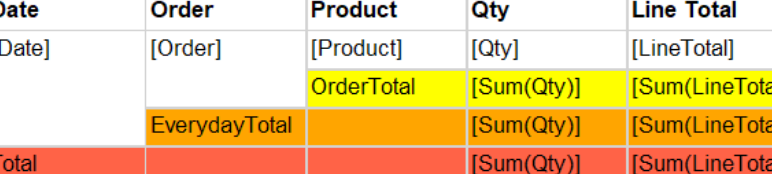 Date Order Product Qty Line Total
Date] [Order] [Product] [Qty] [LineTotal]
OrderTotal [Sum(Qty)] [Sum(LineTota
EverydayTotal [Sum(Qty)] [Sum(LineTota
otal [Sum(Qty)] [Sum(LineTota